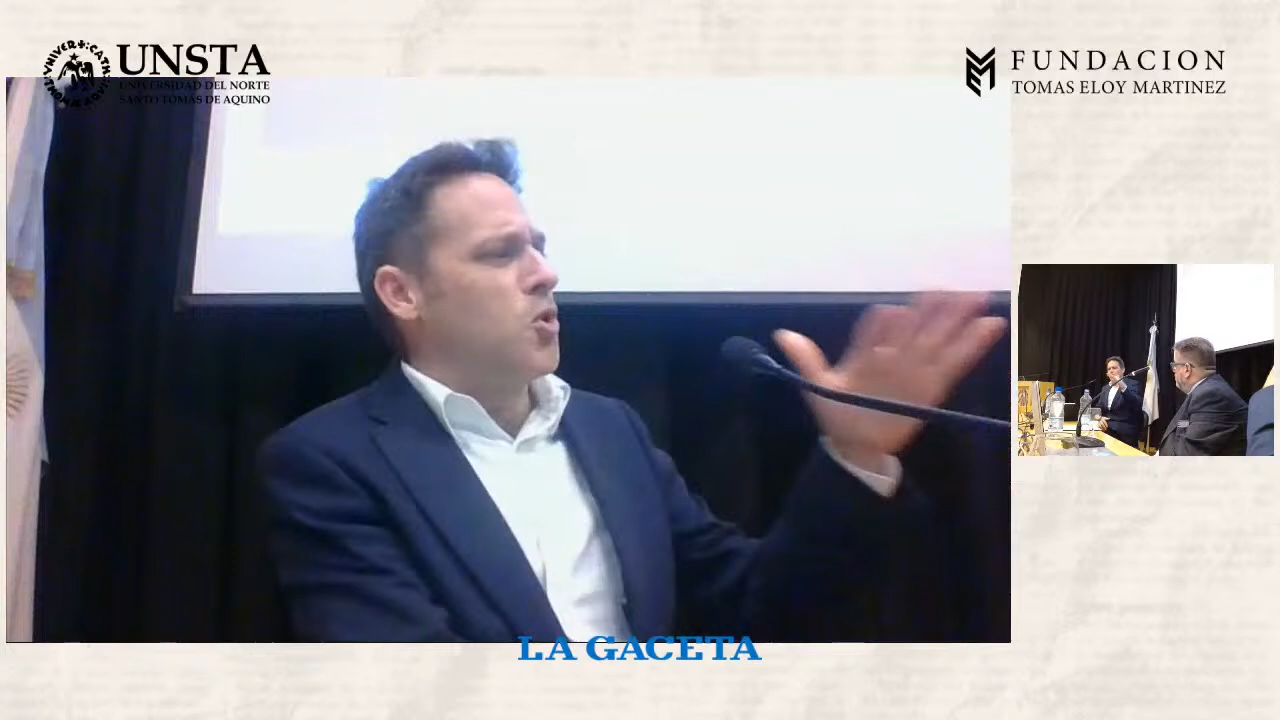 UNSTA
UNIVERSIDAD DEL NORTE
SANTO TOMÁS DE AQUINO
FUNDACION
TOMAS ELOY MARTINEZ
LA GACETA